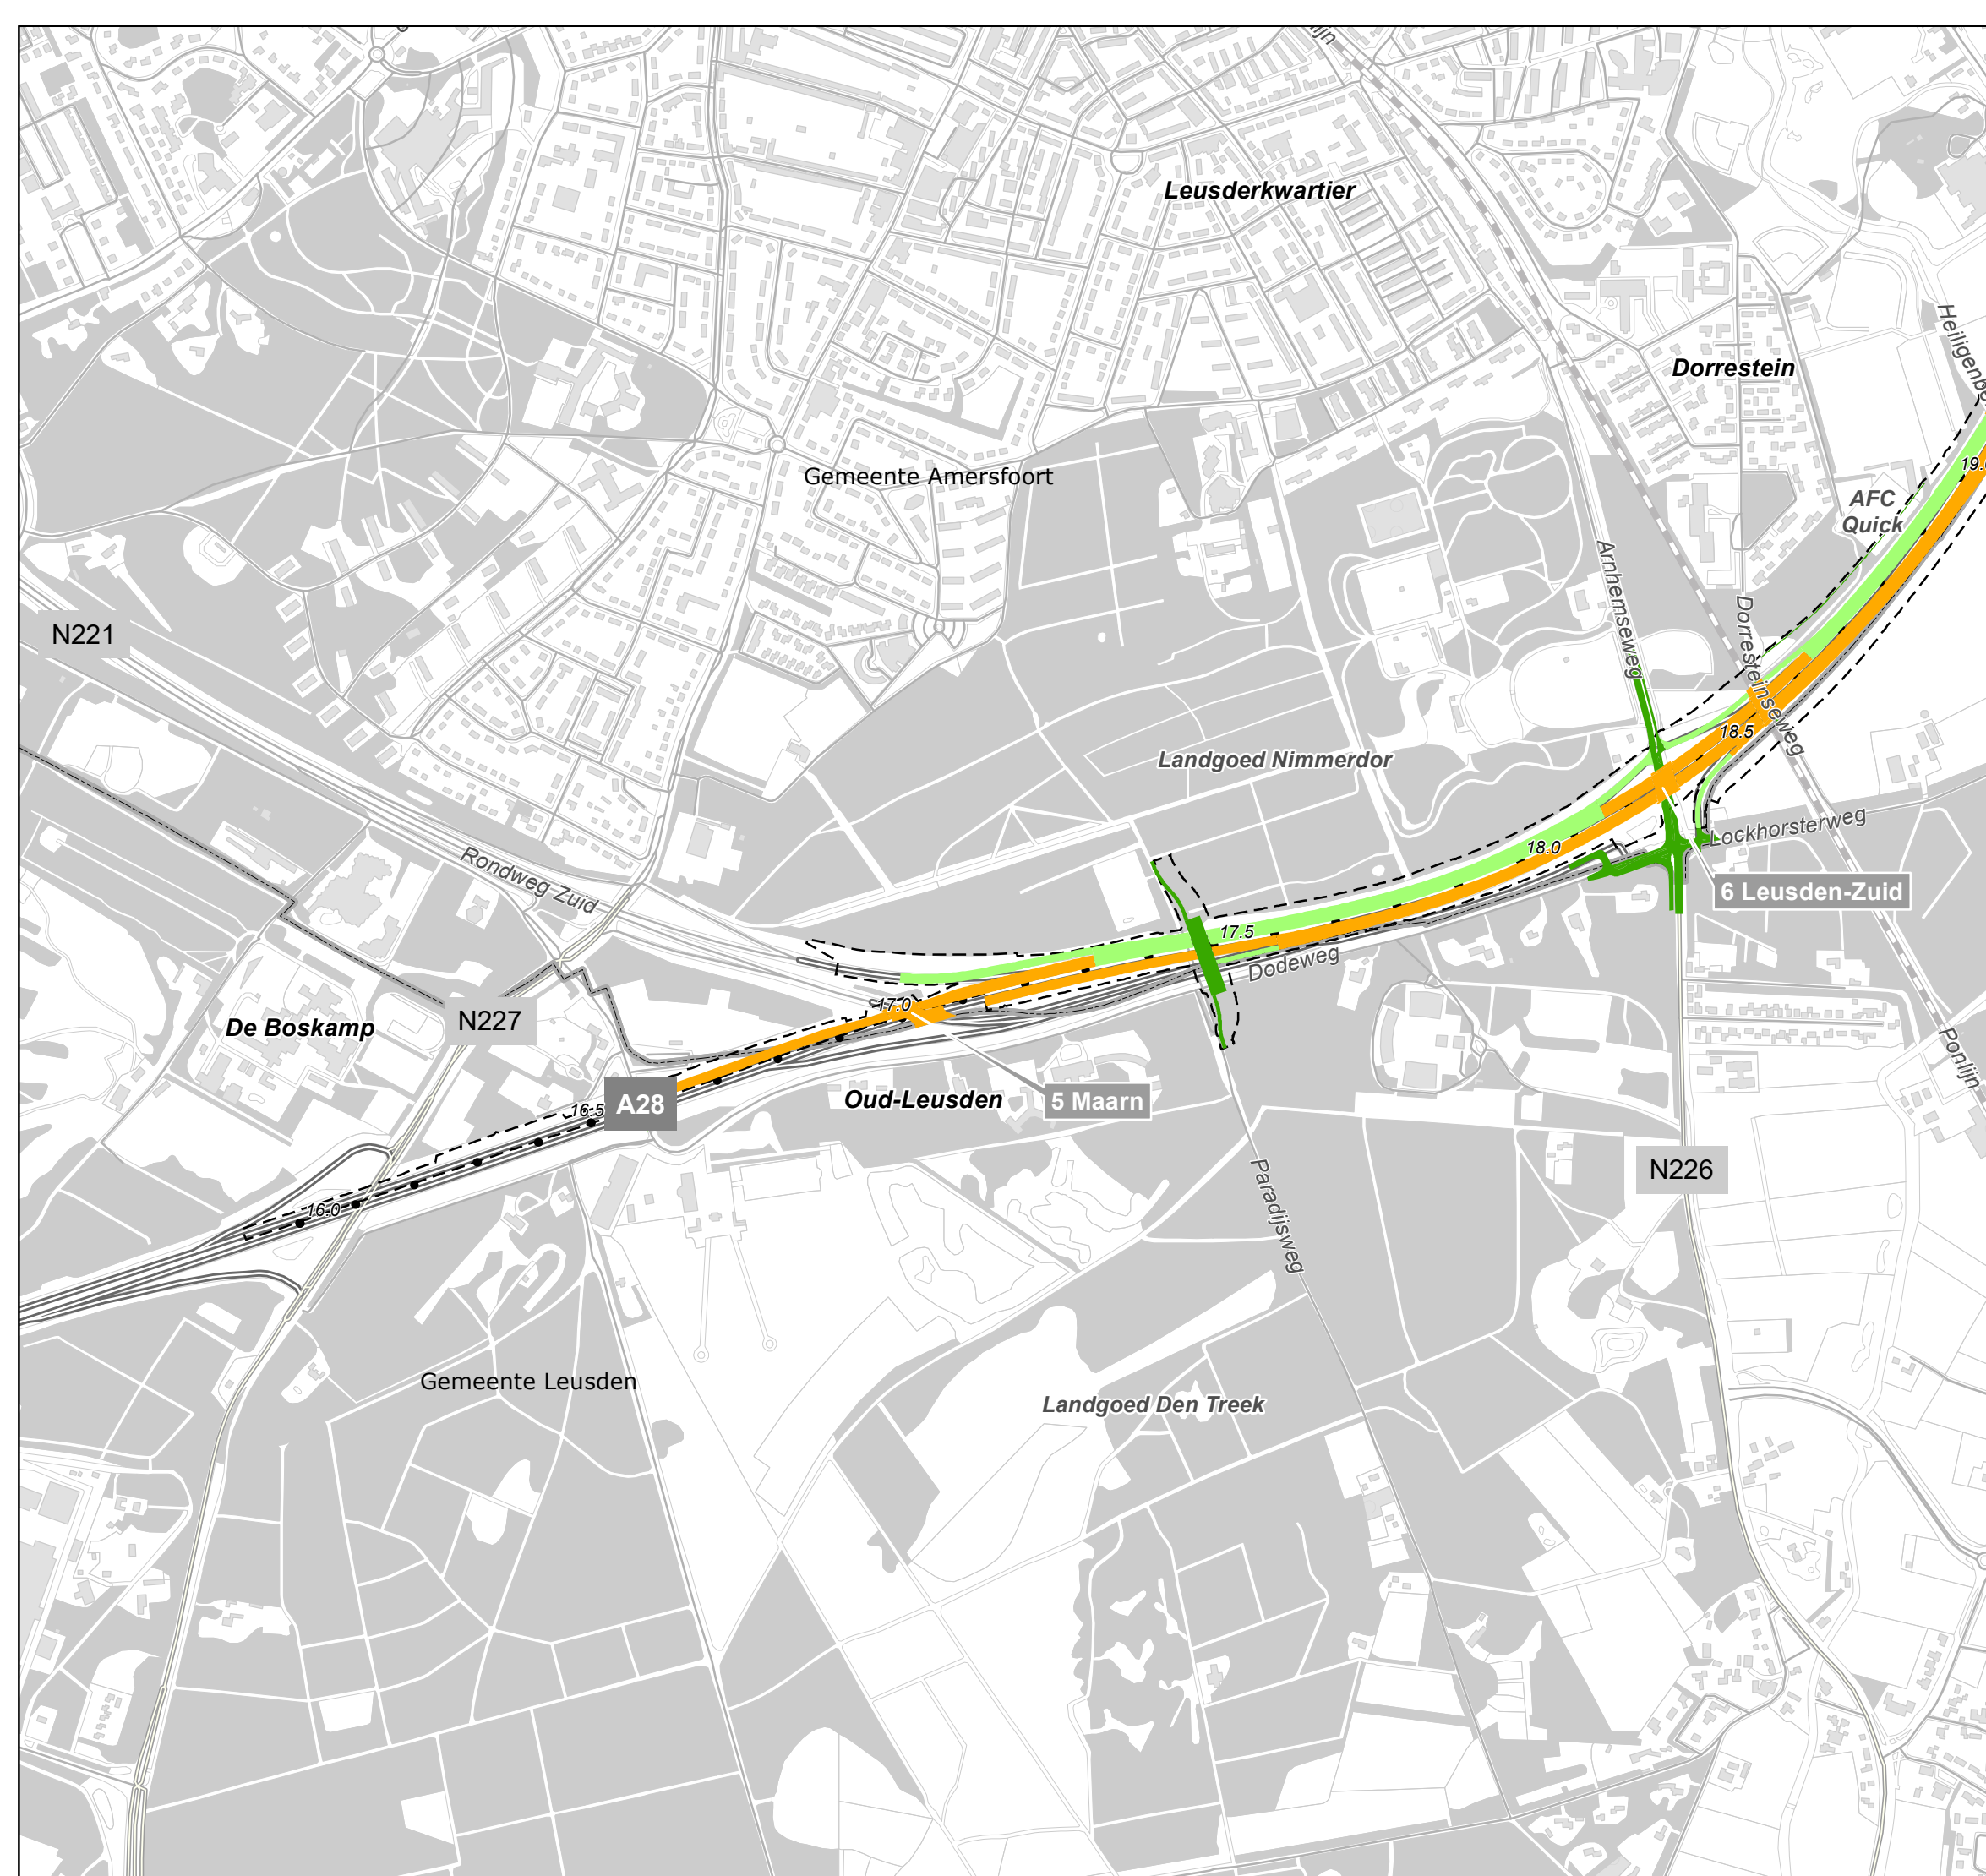 Leusderkwartier
Dorrestein
Gemeente Amersfoort
AFC
Quick
19.
N221
Arnhemseweg
Dorresteinseweg
18.5
Landgoed Nimmerdor
Lockhorsterweg
18.0
Rondweg Zuid
6 Leusden-Zuid
17.5
Dodeweg
17.0
N227
De Boskamp
Ponlijn
16.5
A28
Oud-Leusden
5 Maarn
N226
Paradijsweg
16.0
Gemeente Leusden
Landgoed Den Treek